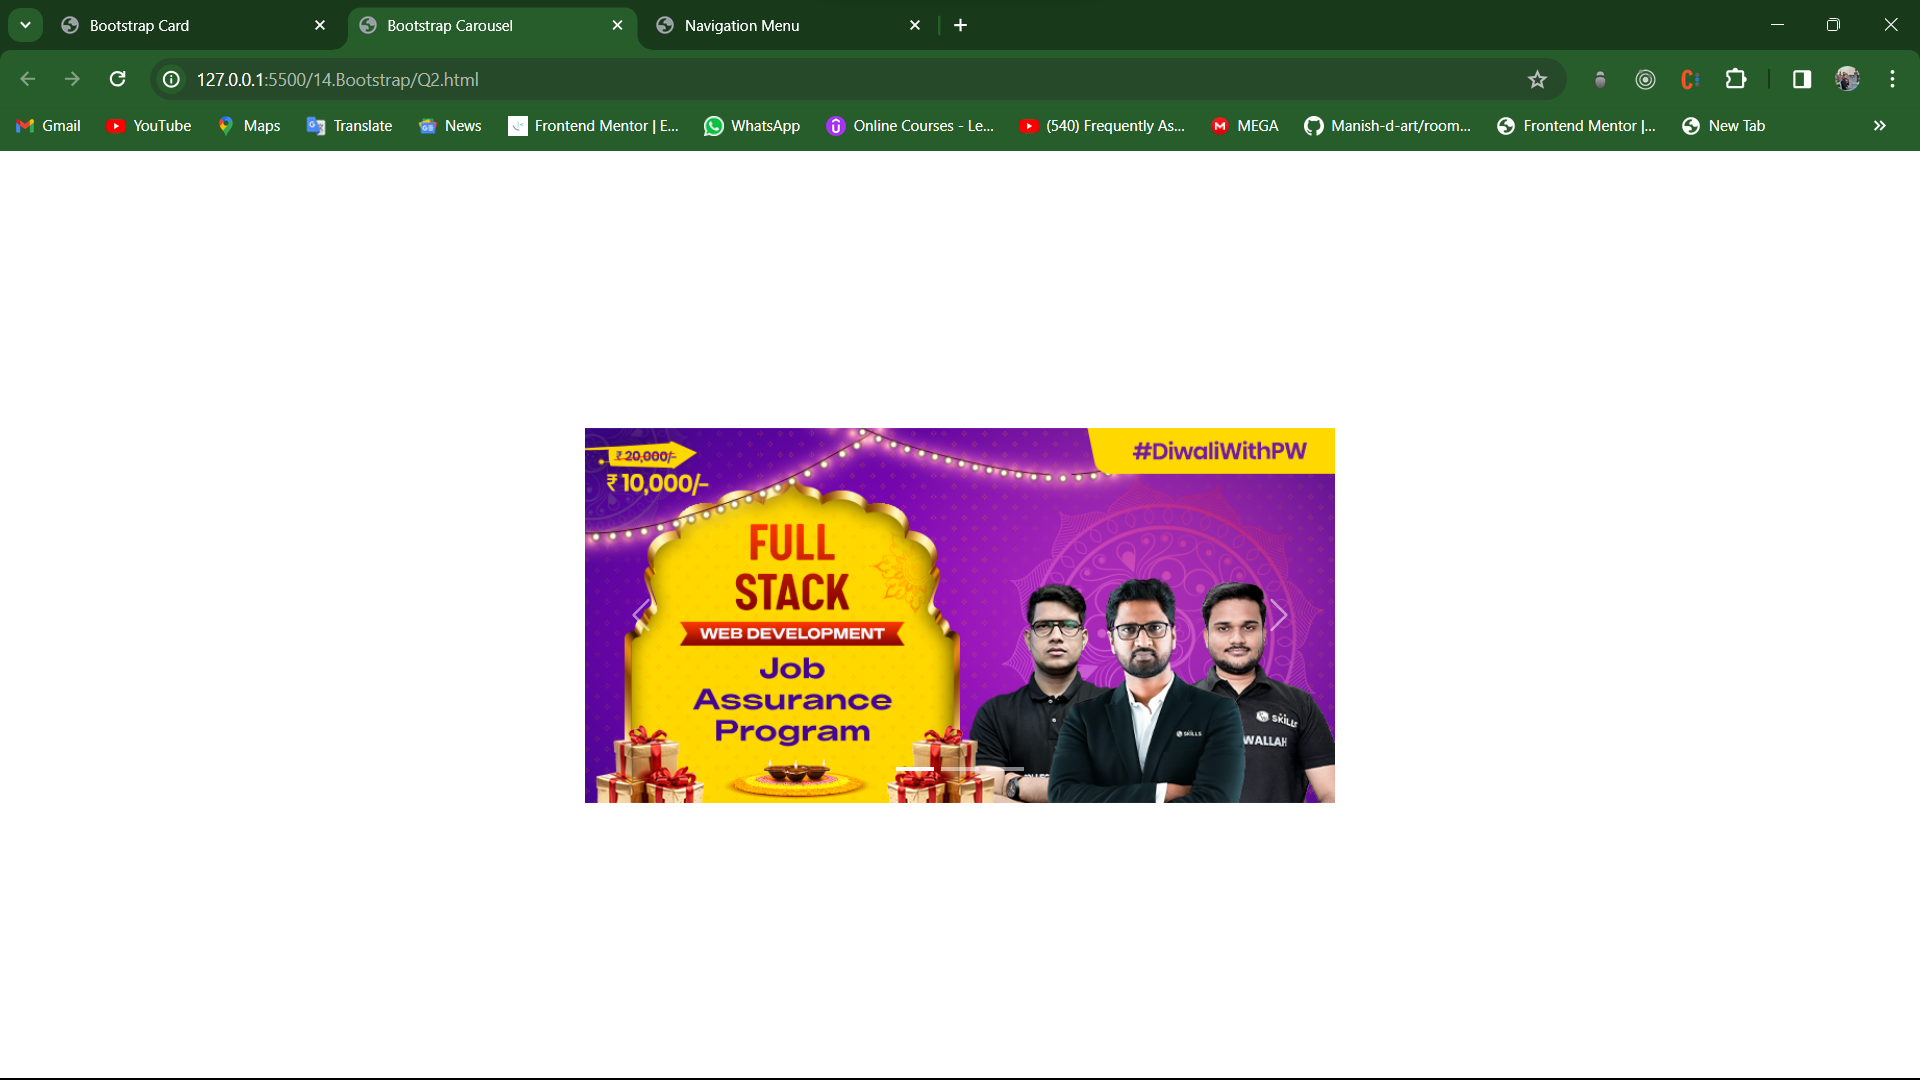 Bootstrap Card
Bootstrap Carousel
Navigation Menu
127.0.0.1:5500/14.Bootstrap/Q2.html
Gmail
YouTube
Maps
Translate
News
Frontend Mentor | E...
WhatsApp
Online Courses - Le...
(540) Frequently As...
MEGA
Manish-d-art/room...
Frontend Mentor |...
New Tab
₹ 20,000/-
₹ 10,000/-
#DiwaliWithPW
FULL
STACK
WEB DEVELOPMENT
Job
Assurance
Program
SKILLS
SKILLS
WALLAH